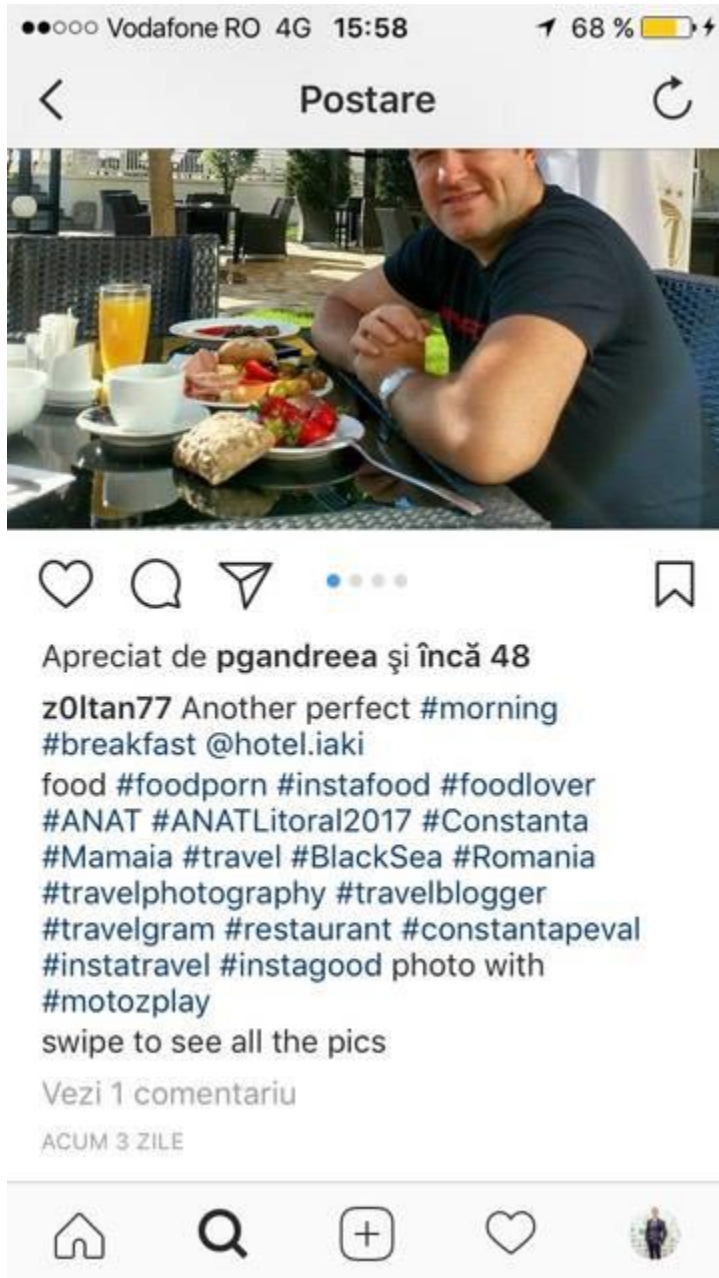 Vodafone RO 4G 15:58 68 %
Postare
Apreciat de pgandreea şi încă 48
z0ltan77 Another perfect #morning
#breakfast @hotel.iaki
food #foodporn #instafood #foodlover
#ANAT #ANATLitoral2017 #Constanta
#Mamaia #travel #BlackSea #Romania
#travelphotography #travelblogger
#travelgram #restaurant #constantapeval
#instatravel #instagood photo with
#motozplay
swipe to see all the pics
Vezi 1 comentariu
ACUM 3 ZILE